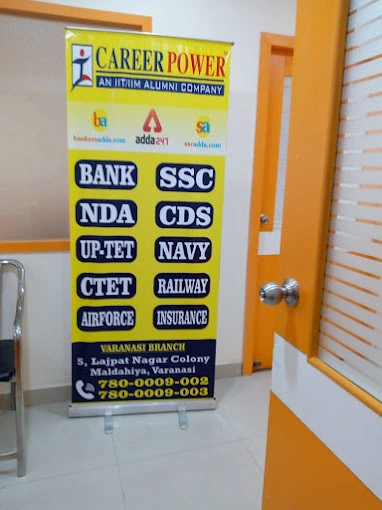 CAREER POWER
AN IIT/IIM ALUMNI COMPANY
ba
bankersadda.com
adda247
sa
sscadda.com
BANK SSC
NDA CDS
UP-TET NAVY
CTET RAILWAY
AIRFORCE INSURANCE
VARANASI BRANCH
5, Lajpat Nagar Colony
Maldahiya, Varanasi
780-0009-002
780-0009-003